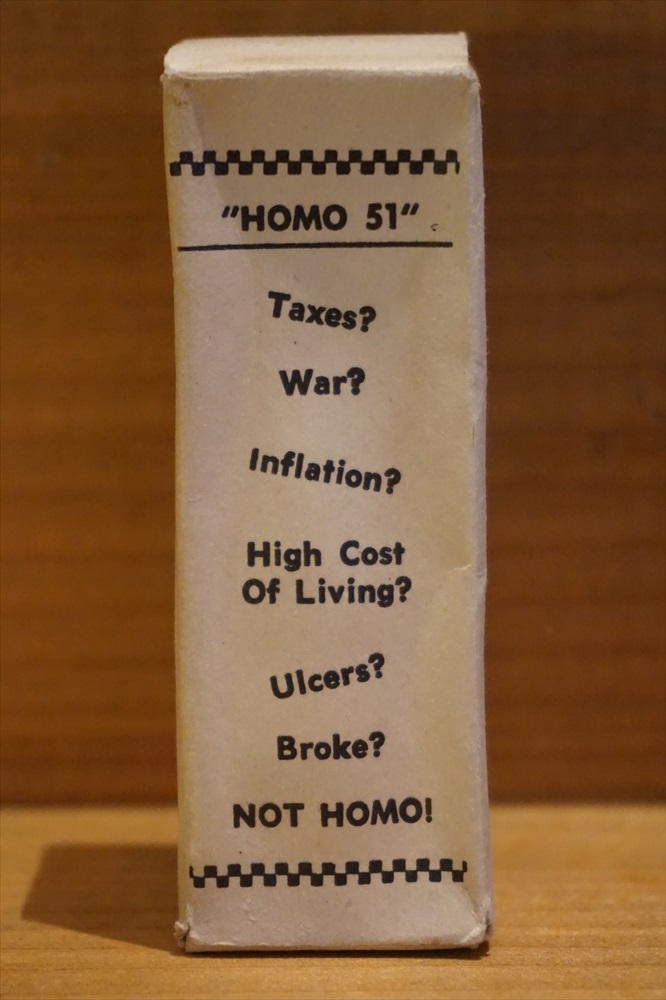 "HOMO 51"
Taxes?
War?
Inflation?
High Cost
Of Living?
Ulcers?
Broke?
NOT HOMO!